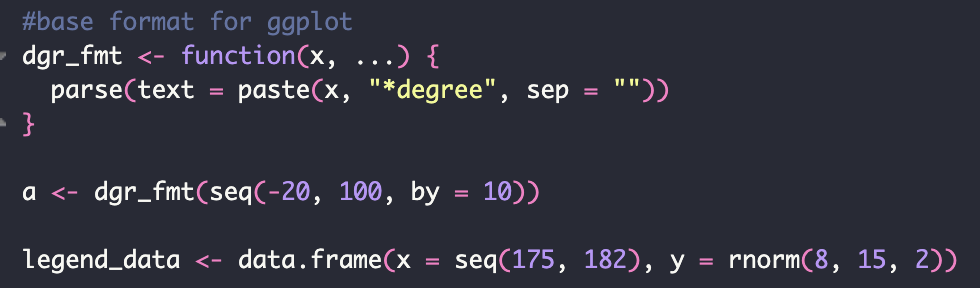 #base format for ggplot
dgr_fmt <- function(x, ...) {
  parse(text = paste(x, "*degree", sep = ""))
}
a <- dgr_fmt(seq(-20, 100, by = 10))
legend_data <- data.frame(x = seq(175, 182), y = rnorm(8, 15, 2))